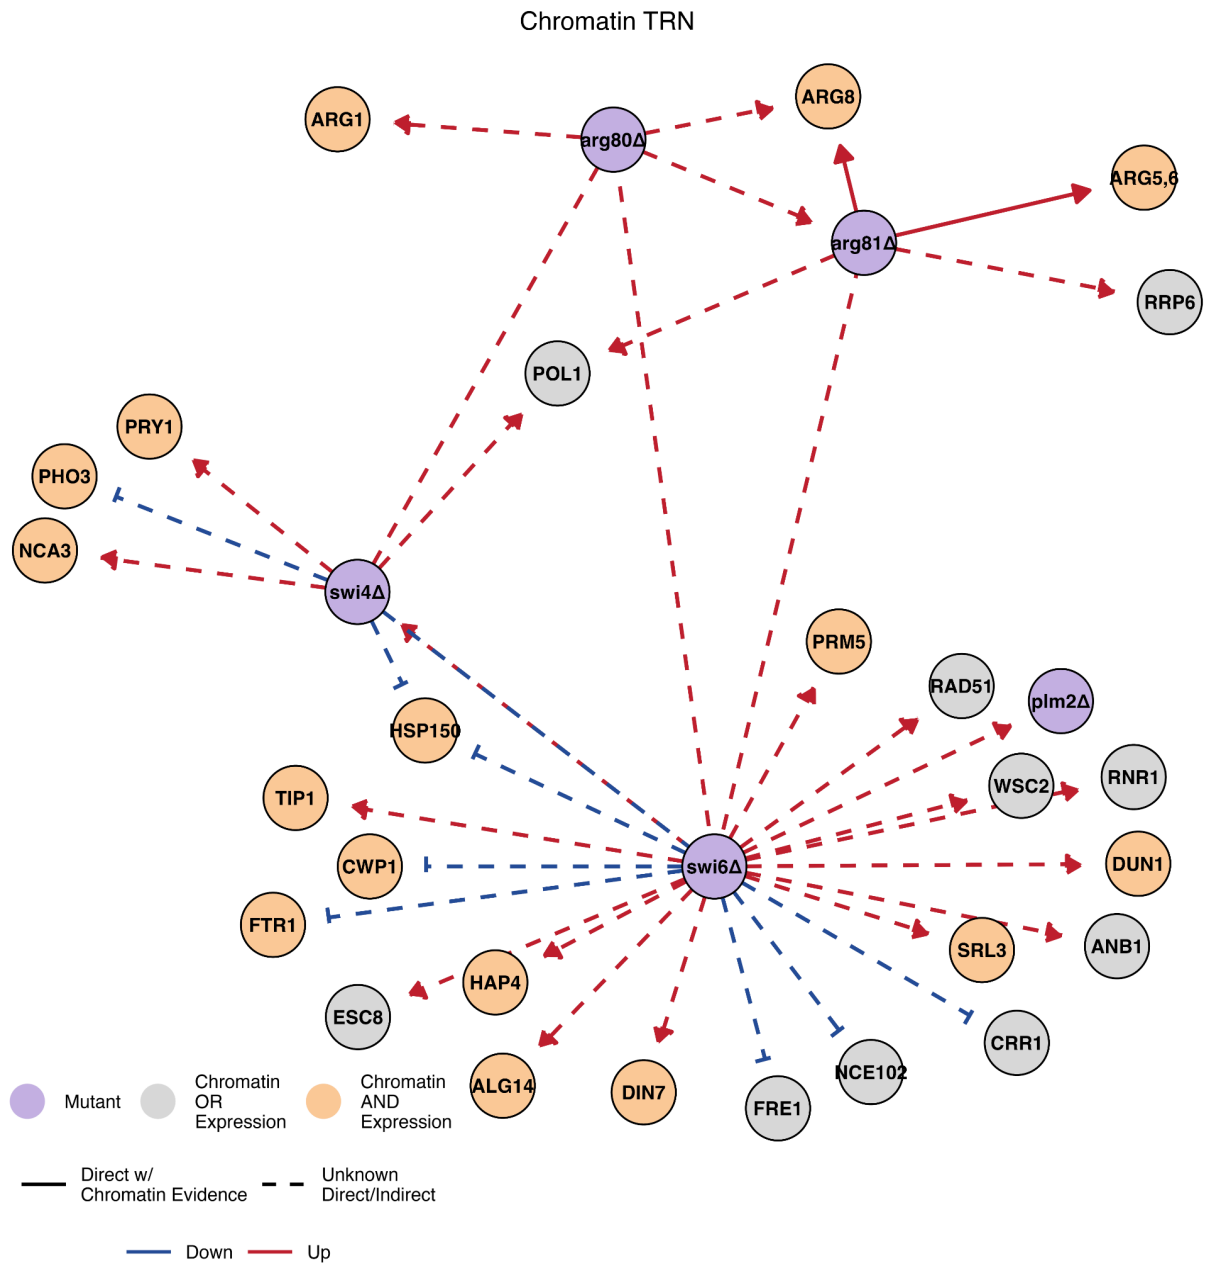 Chromatin TRN
ARG8
ARG1
arg80Δ
ARG5,6
arg81Δ
RRP6
POL1
PRY1
PHO3
NCA3
swi4Δ
PRM5
RAD51
plm2Δ
HSP150
RNR1
WSC2
TIP1
DUN1
CWP1
swi6Δ
FTR1
ANB1
SRL3
HAP4
ESC8
CRR1
NCE102
ALG14
DIN7
FRE1
Mutant
Chromatin
OR
Expression
Chromatin
AND
Expression
Direct w/
Chromatin Evidence
Unknown
Direct/Indirect
Down
Up